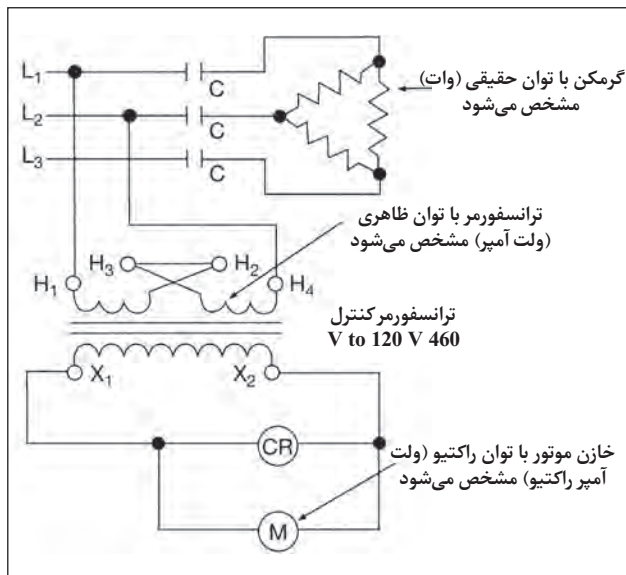 L1
C
گرمکن با توان حقیقی (وات)
مشخص می‌شود
L2
C
L3
C
ترانسفورمر با توان ظاهری
(ولت آمپر) مشخص می‌شود
H1
H3
H2
H4
ترانسفورمر کنترل
V to 120 V 460
X1
X2
CR
خازن موتور با توان راکتیو (ولت
آمپر راکتیو) مشخص می‌شود
M